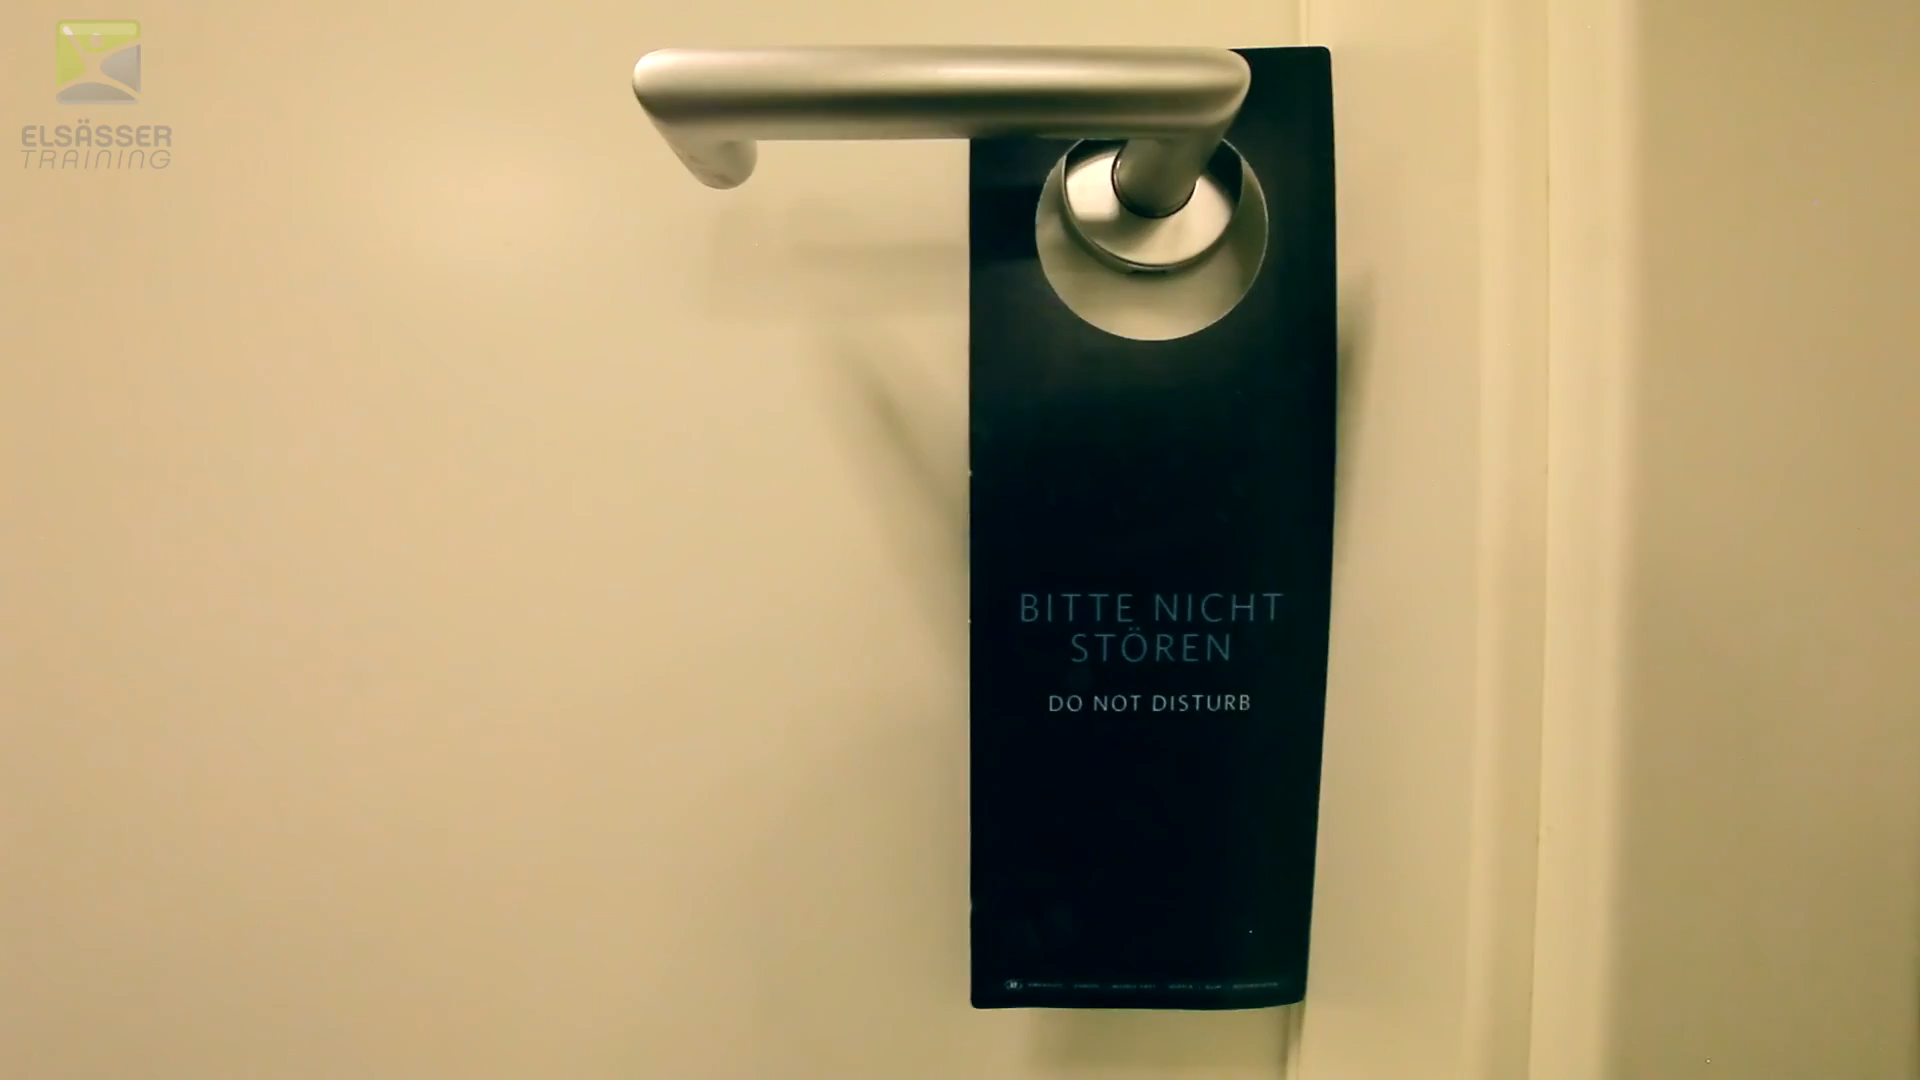 ELSÄSSER
TRAINING
BITTE NICHT
STÖREN
DO NOT DISTURB